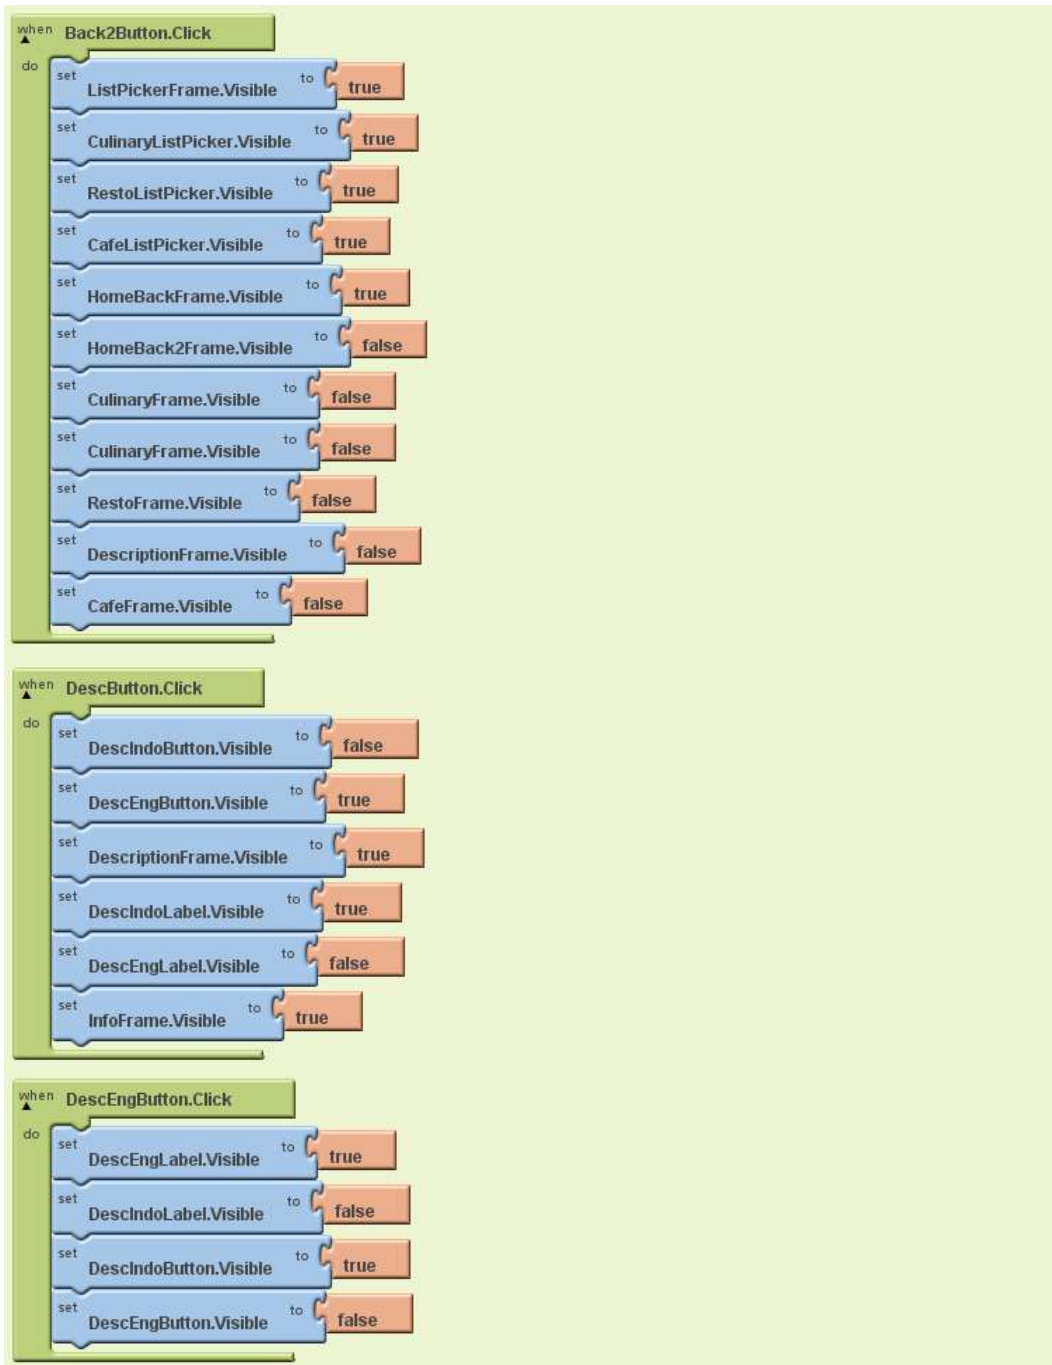 when Back2Button.Click
do
set ListPickerFrame.Visible to true
set CulinaryListPicker.Visible to true
set RestoListPicker.Visible to true
set CafeListPicker.Visible to true
set HomeBackFrame.Visible to true
set HomeBack2Frame.Visible to false
set CulinaryFrame.Visible to false
set CulinaryFrame.Visible to false
set RestoFrame.Visible to false
set DescriptionFrame.Visible to false
set CafeFrame.Visible to false
when DescButton.Click
do
set DescIndoButton.Visible to false
set DescEngButton.Visible to true
set DescriptionFrame.Visible to true
set DescIndoLabel.Visible to true
set DescEngLabel.Visible to false
set InfoFrame.Visible to true
when DescEngButton.Click
do
set DescEngLabel.Visible to true
set DescIndoLabel.Visible to false
set DescIndoButton.Visible to true
set DescEngButton.Visible to false